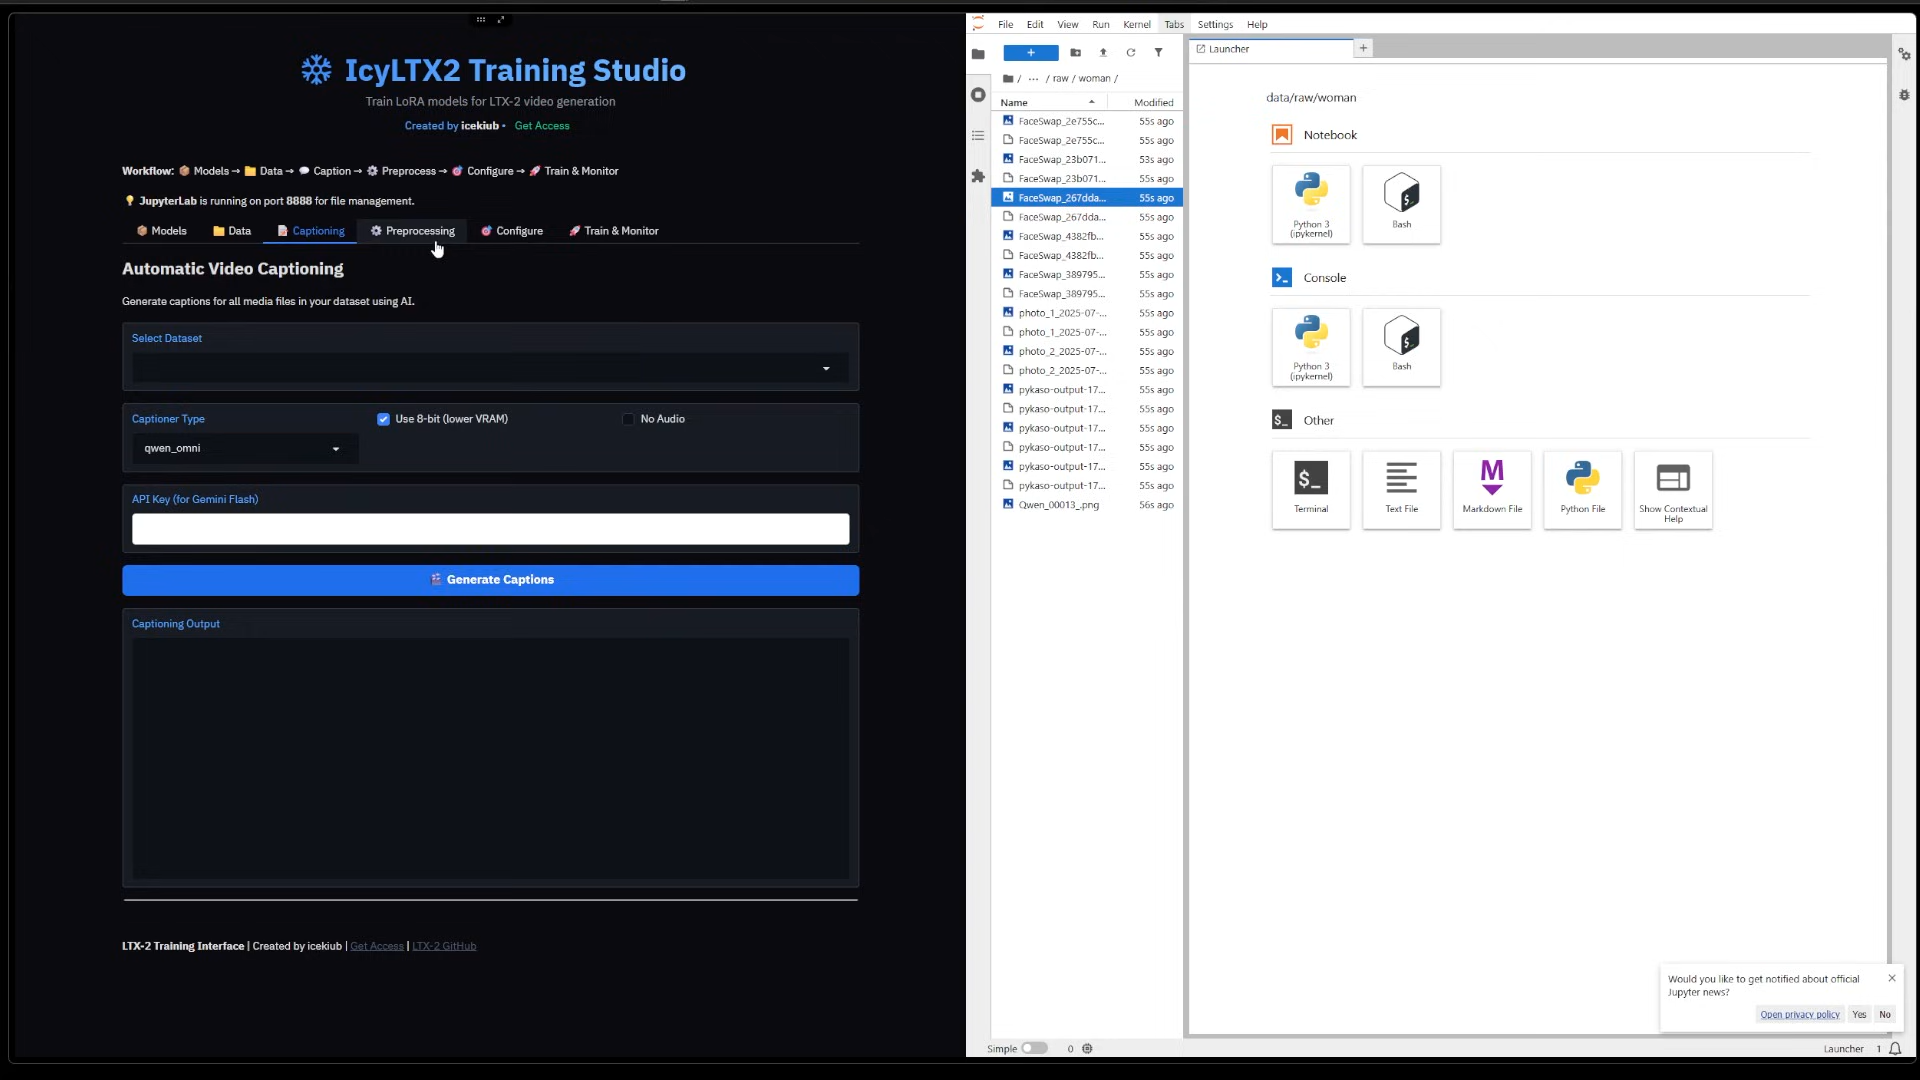 IcyLTX2 Training Studio
Train LoRA models for LTX-2 video generation
Created by icekiub • Get Access
Workflow: Models → Data → Caption → Preprocess → Configure → Train & Monitor
JupyterLab is running on port 8888 for file management.
Models Data Captioning Preprocessing Configure Train & Monitor
Automatic Video Captioning
Generate captions for all media files in your dataset using AI.
Select Dataset
Captioner Type
Use 8-bit (lower VRAM)
No Audio
qwen_omni
API Key (for Gemini Flash)
Generate Captions
Captioning Output
LTX-2 Training Interface | Created by icekiub | Get Access | LTX-2 GitHub
File Edit View Run Kernel Tabs Settings Help
+
/ ... / raw / woman /
Name Modified
FaceSwap_2e755c... 55s ago
FaceSwap_2e755c... 55s ago
FaceSwap_23b071... 53s ago
FaceSwap_23b071... 55s ago
FaceSwap_267dda... 55s ago
FaceSwap_267dda... 55s ago
FaceSwap_4382fb... 55s ago
FaceSwap_4382fb... 55s ago
FaceSwap_389795... 55s ago
FaceSwap_389795... 55s ago
photo_1_2025-07-... 55s ago
photo_1_2025-07-... 55s ago
photo_2_2025-07-... 55s ago
photo_2_2025-07-... 55s ago
pykaso-output-17... 55s ago
pykaso-output-17... 55s ago
pykaso-output-17... 55s ago
pykaso-output-17... 55s ago
pykaso-output-17... 55s ago
pykaso-output-17... 55s ago
Qwen_00013_.png 56s ago
Simple 0
Launcher +
data/raw/woman
Notebook
Python 3
(ipykernel)
Bash
Console
Python 3
(ipykernel)
Bash
$_ Other
$_
Terminal
Text File
M
Markdown File
Python File
Show Contextual
Help
Would you like to get notified about official
Jupyter news?
Open privacy policy Yes No
Launcher 1